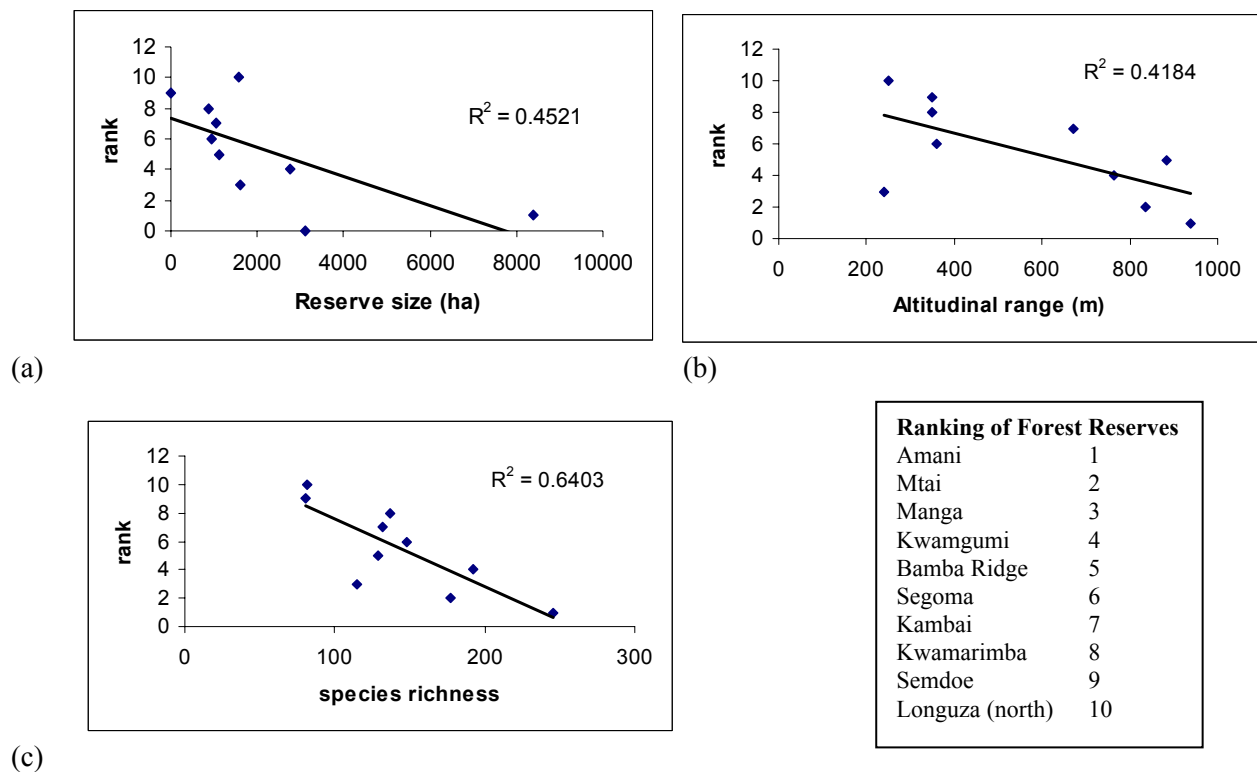 12
10
8
6
4
2
0
rank
R² = 0.4521
0 2000 4000 6000 8000 10000
Reserve size (ha)
(a)
12
10
8
6
4
2
0
rank
R² = 0.4184
0 200 400 600 800 1000
Altitudinal range (m)
(b)
12
10
8
6
4
2
0
rank
R² = 0.6403
0 100 200 300
species richness
(c)
Ranking of Forest Reserves
Amani 1
Mtai 2
Manga 3
Kwamgumi 4
Bamba Ridge 5
Segoma 6
Kambai 7
Kwamarimba 8
Semdoe 9
Longuza (north) 10